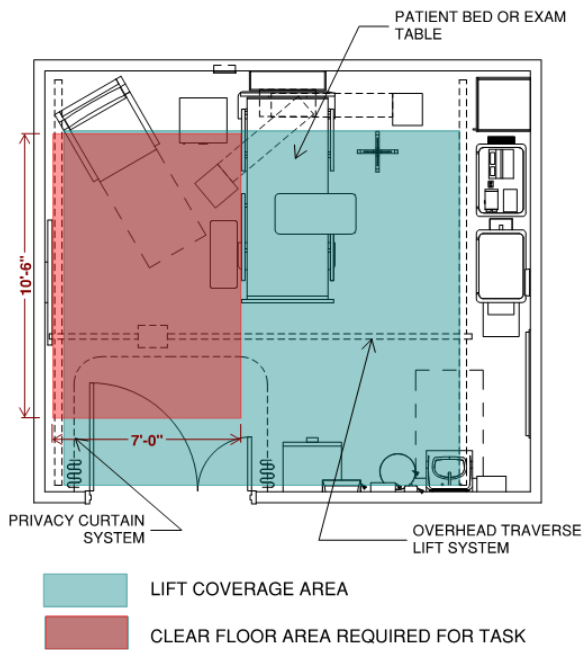 PATIENT BED OR EXAM
TABLE
10'-6"
7'-0"
PRIVACY CURTAIN
SYSTEM
OVERHEAD TRAVERSE
LIFT SYSTEM
LIFT COVERAGE AREA
CLEAR FLOOR AREA REQUIRED FOR TASK